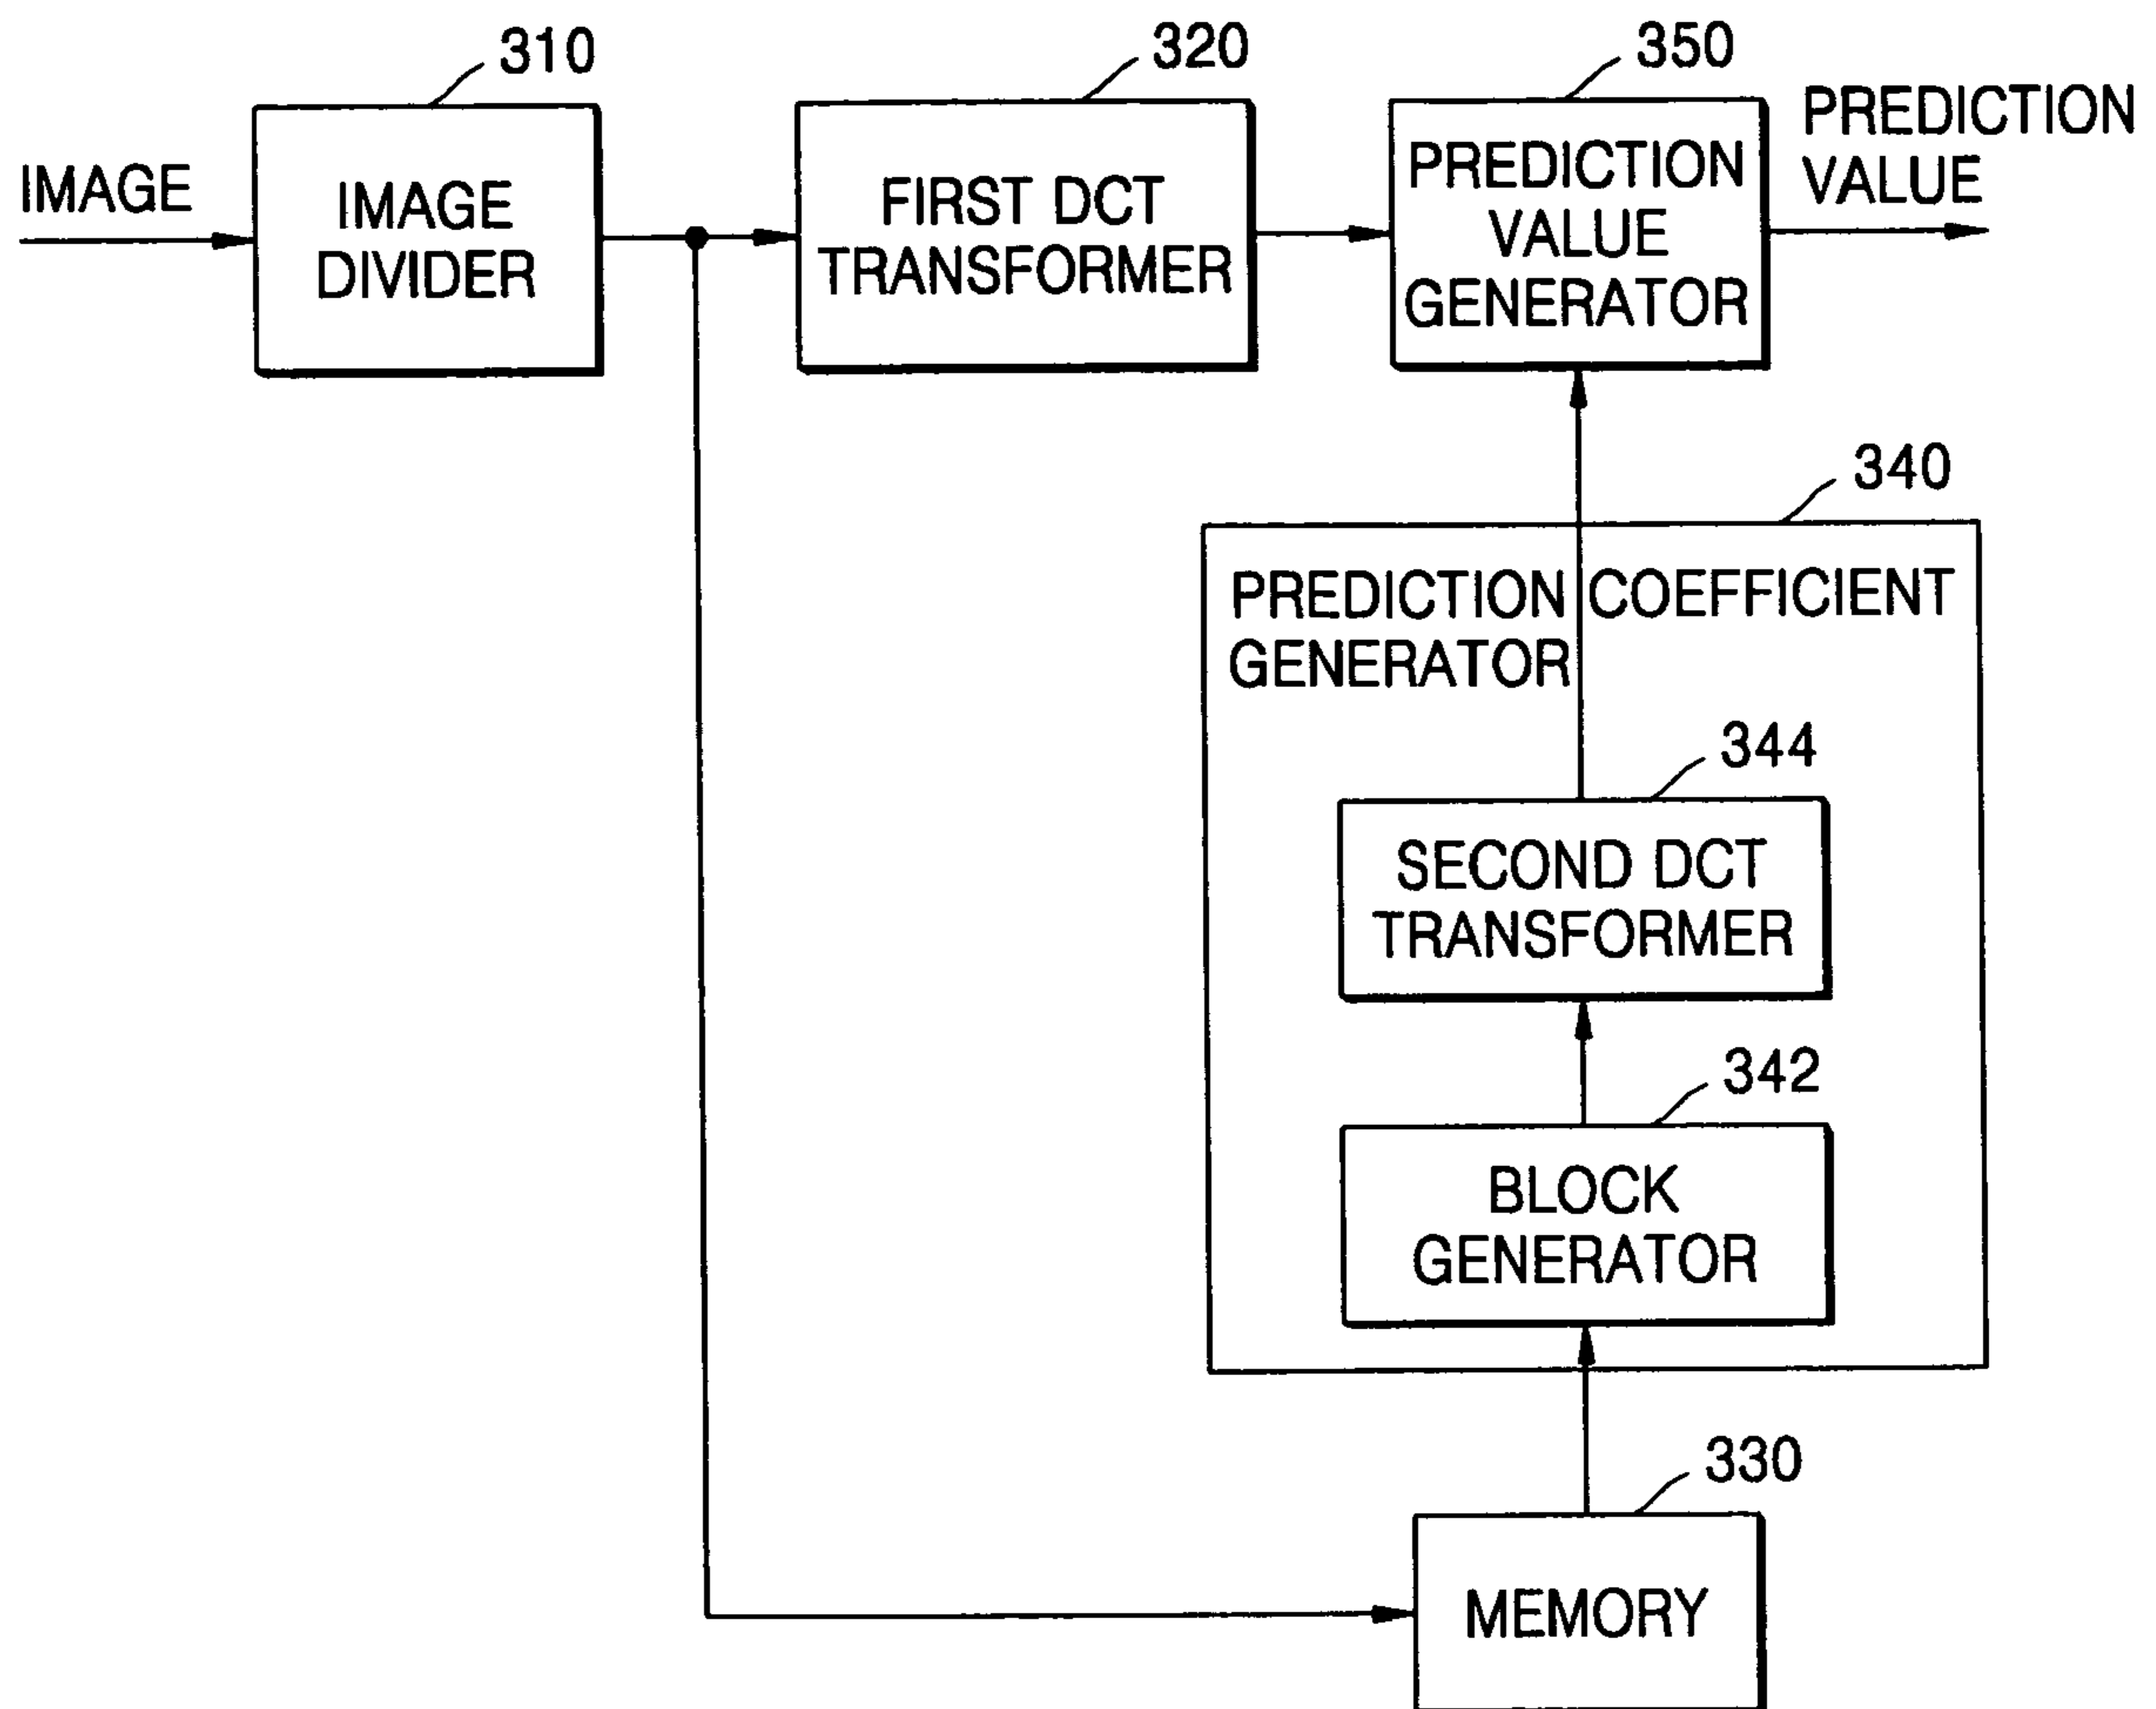 310
320
350
IMAGE
IMAGE
DIVIDER
FIRST DCT
TRANSFORMER
PREDICTION
VALUE
GENERATOR
PREDICTION
VALUE
340
PREDICTION COEFFICIENT
GENERATOR
344
SECOND DCT
TRANSFORMER
342
BLOCK
GENERATOR
330
MEMORY